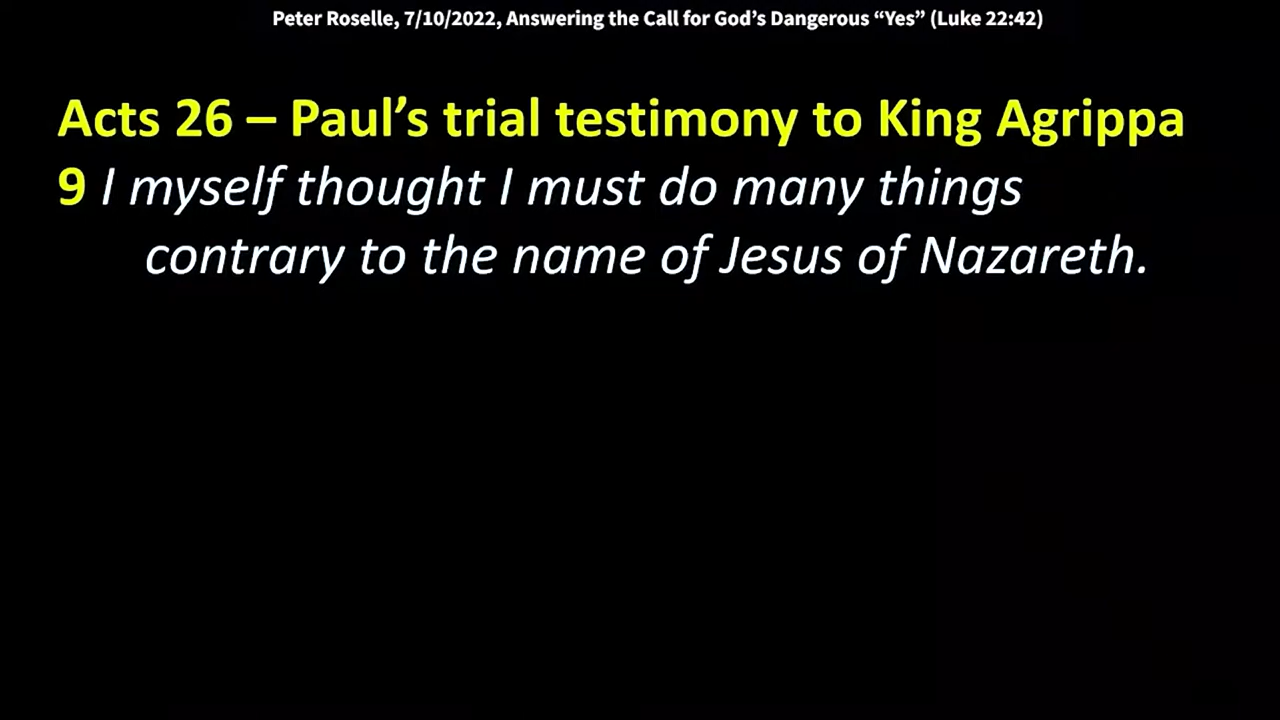 Peter Roselle, 7/10/2022, Answering the Call for God’s Dangerous “Yes” (Luke 22:42)
Acts 26 – Paul’s trial testimony to King Agrippa
9 I myself thought I must do many things
contrary to the name of Jesus of Nazareth.